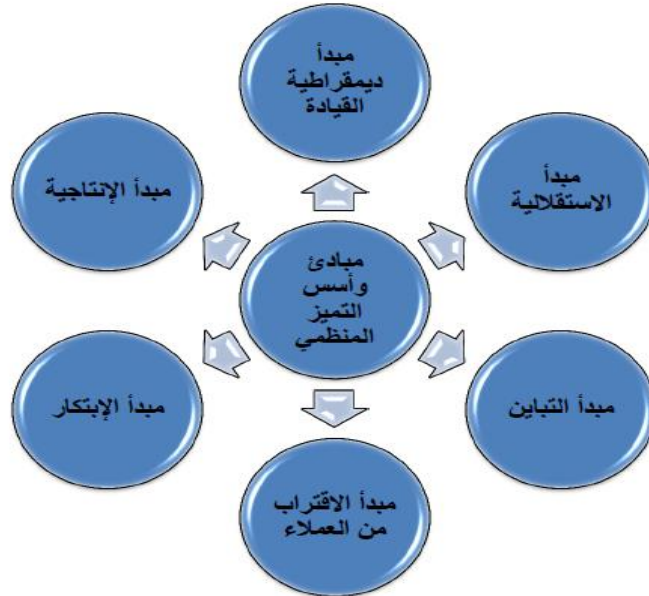 مبدأ
ديمقراطية
القيادة
مبدأ
الاستقلالية
مبدأ الإنتاجية
مبادئ
وأسس
التميز
المنظمي
مبدأ التباين
مبدأ الإبتكار
مبدأ الاقتراب
من العملاء